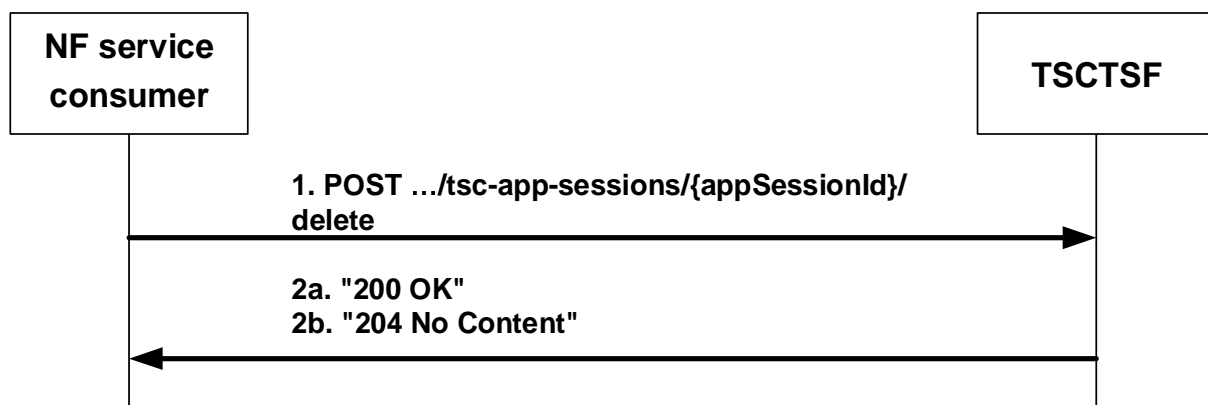 NF service
consumer
TSCTSF
1. POST …/tsc-app-sessions/{appSessionId}/
delete
2a. "200 OK"
2b. "204 No Content"